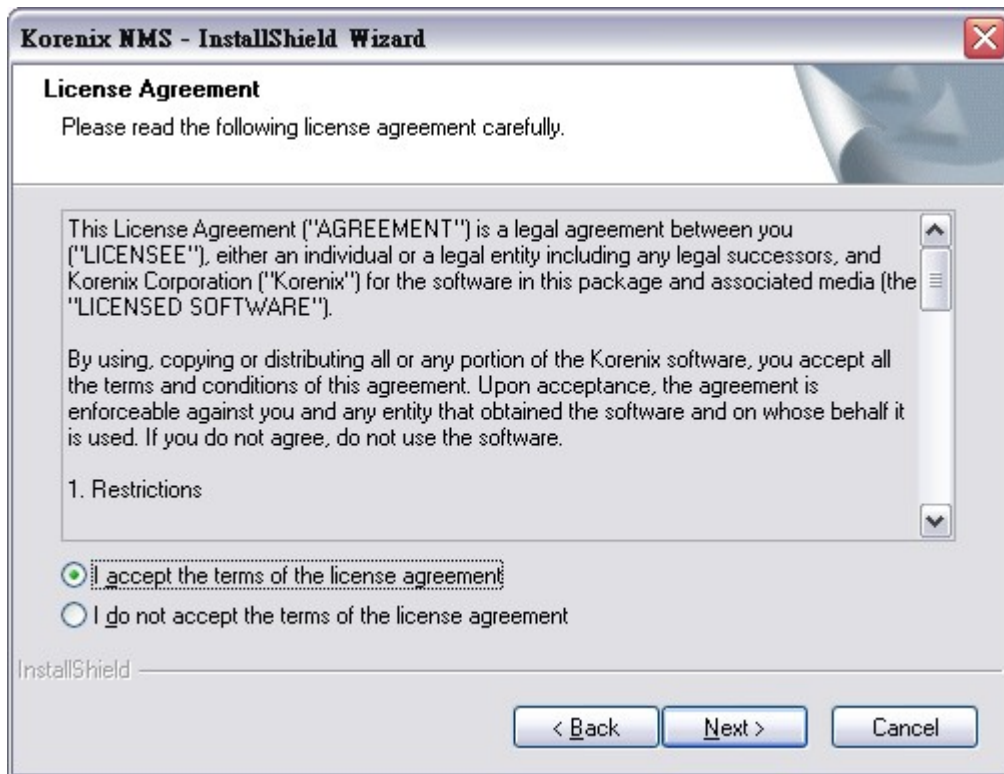 Korenix NMS - InstallShield Wizard
License Agreement
Please read the following license agreement carefully.
This License Agreement ("AGREEMENT") is a legal agreement between you
("LICENSEE"), either an individual or a legal entity including any legal successors, and
Korenix Corporation ("Korenix") for the software in this package and associated media (the
"LICENSED SOFTWARE").
By using, copying or distributing all or any portion of the Korenix software, you accept all
the terms and conditions of this agreement. Upon acceptance, the agreement is
enforceable against you and any entity that obtained the software and on whose behalf it
is used. If you do not agree, do not use the software.
1. Restrictions
I accept the terms of the license agreement
I do not accept the terms of the license agreement
InstallShield
< Back
Next >
Cancel